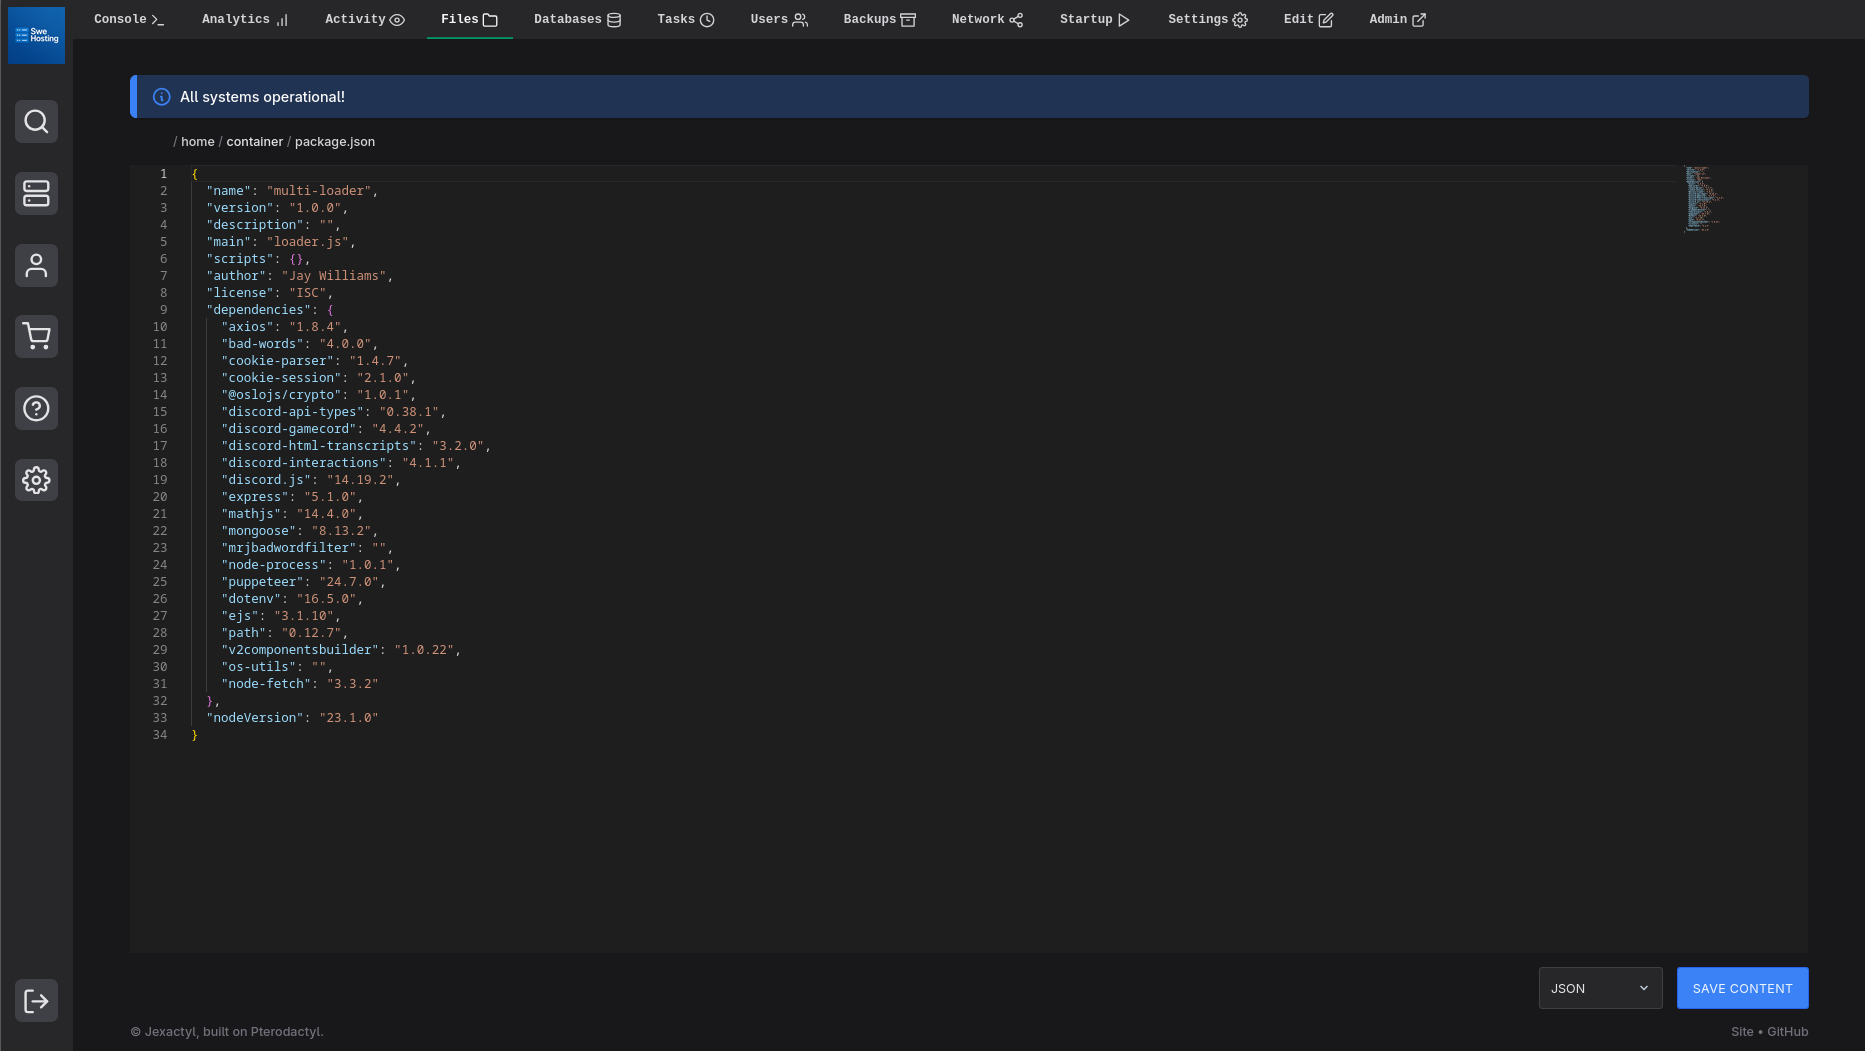 Swe
Hosting
Console
Analytics
Activity
Files
Databases
Tasks
Users
Backups
Network
Startup
Settings
Edit
Admin
All systems operational!
/ home / container / package.json
1 {
2 "name": "multi-loader",
3 "version": "1.0.0",
4 "description": "",
5 "main": "loader.js",
6 "scripts": {},
7 "author": "Jay Williams",
8 "license": "ISC",
9 "dependencies": {
10 "axios": "1.8.4",
11 "bad-words": "4.0.0",
12 "cookie-parser": "1.4.7",
13 "cookie-session": "2.1.0",
14 "@oslojs/crypto": "1.0.1",
15 "discord-api-types": "0.38.1",
16 "discord-gamecord": "4.4.2",
17 "discord-html-transcripts": "3.2.0",
18 "discord-interactions": "4.1.1",
19 "discord.js": "14.19.2",
20 "express": "5.1.0",
21 "mathjs": "14.4.0",
22 "mongoose": "8.13.2",
23 "mrjbadwordfilter": "",
24 "node-process": "1.0.1",
25 "puppeteer": "24.7.0",
26 "dotenv": "16.5.0",
27 "ejs": "3.1.10",
28 "path": "0.12.7",
29 "v2componentsbuilder": "1.0.22",
30 "os-utils": "",
31 "node-fetch": "3.3.2"
32 },
33 "nodeVersion": "23.1.0"
34 }
JSON
SAVE CONTENT
© Jexactyl, built on Pterodactyl.
Site • GitHub